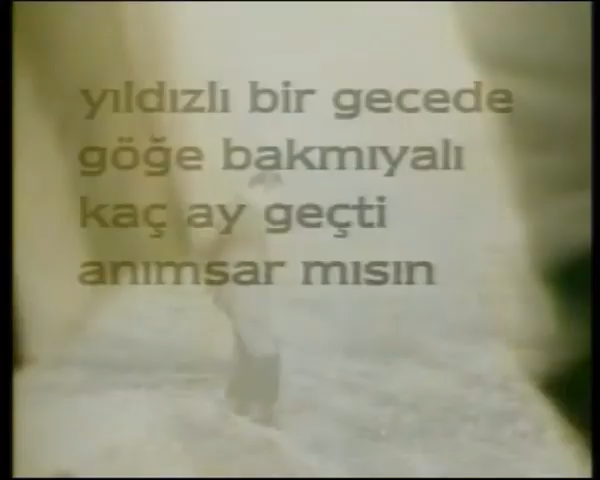 yıldızlı bir gecede
göğe bakmıyalı
kaç ay geçti
anımsar mısın